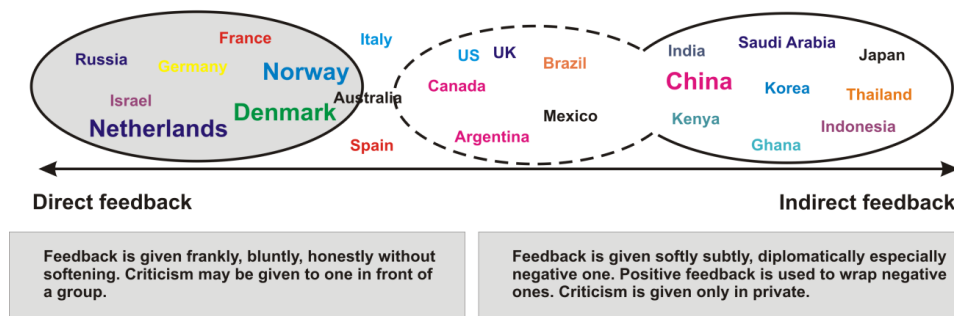 France
Italy
Russia
Germany
Norway
Israel
Australia
Denmark
Netherlands
Spain
US
UK
Brazil
Canada
Mexico
Argentina
India
Saudi Arabia
Japan
China
Korea
Thailand
Kenya
Indonesia
Ghana
Direct feedback
Indirect feedback
Feedback is given frankly, bluntly, honestly without
softening. Criticism may be given to one in front of
a group.
Feedback is given softly subtly, diplomatically especially
negative one. Positive feedback is used to wrap negative
ones. Criticism is given only in private.